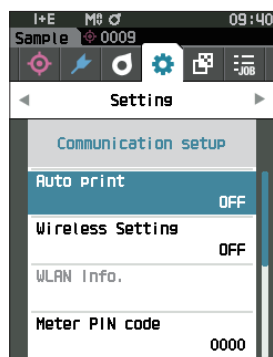 I+E M 09:40
Sample 0009
-JOB
Setting
Communication setup
Auto print
OFF
Wireless Setting
OFF
WLAN Info.
Meter PIN code
0000